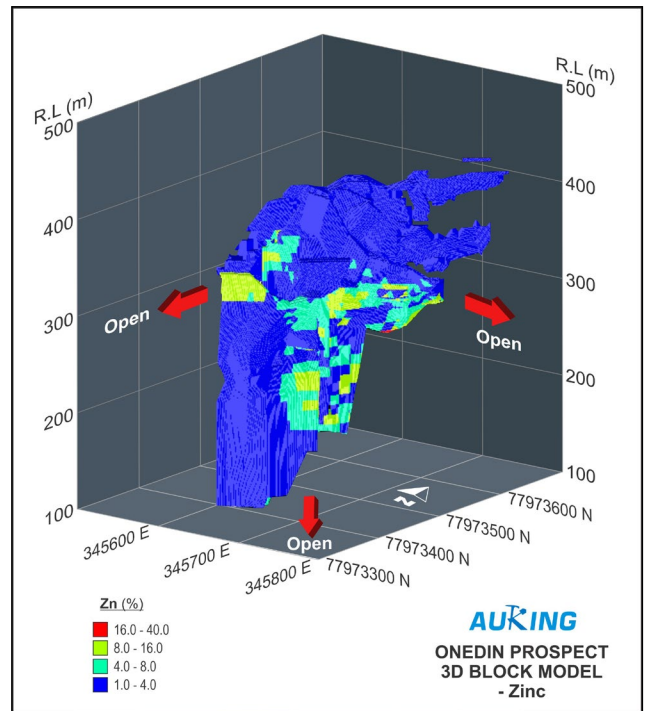 R.L (m)
500
400
300
200
100
R.L (m)
500
400
300
200
100
Open
Open
Open
N
345600 E
345700 E
345800 E
77973300 N
77973400 N
77973500 N
77973600 N
Zn (%)
16.0 - 40.0
8.0 - 16.0
4.0 - 8.0
1.0 - 4.0
AUKING
ONEDIN PROSPECT
3D BLOCK MODEL
- Zinc